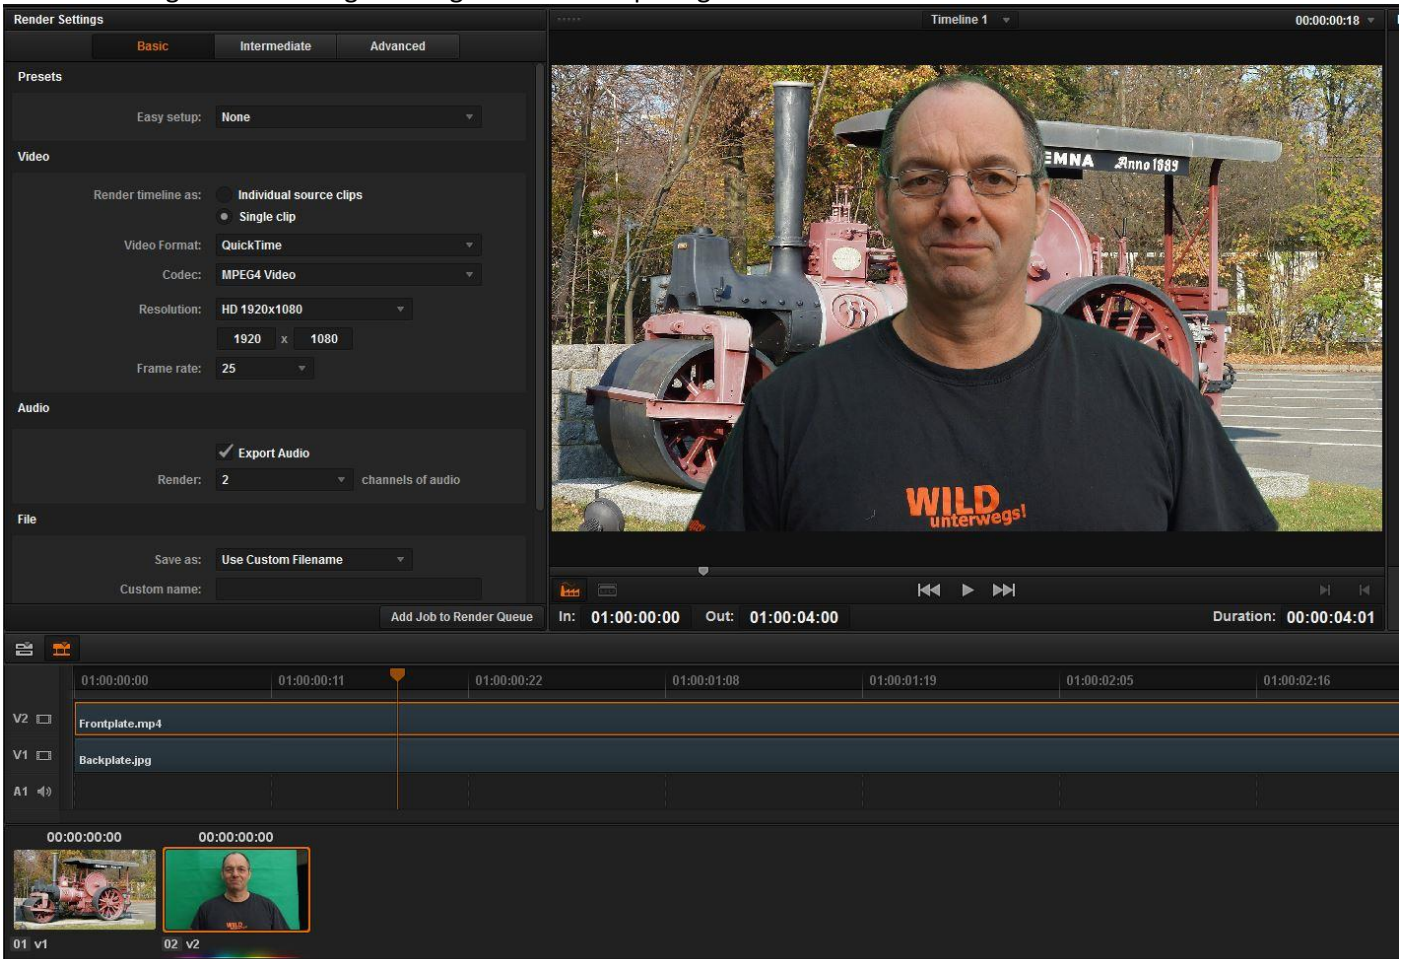 Render Settings
Timeline 1
00:00:00:18
Basic
Intermediate
Advanced
Presets
Easy setup:
None
Video
Render timeline as:
Individual source clips
Single clip
Video Format:
QuickTime
Codec:
MPEG4 Video
Resolution:
HD 1920x1080
1920 x 1080
Frame rate:
25
Audio
Export Audio
Render:
2
channels of audio
File
Save as:
Use Custom Filename
Custom name:
Add Job to Render Queue
EMNA Anno 1889
WILD
unterwegs!
In: 01:00:00:00 Out: 01:00:04:00
Duration: 00:00:04:01
01:00:00:00
01:00:00:11
01:00:00:22
01:00:01:08
01:00:01:19
01:00:02:05
01:00:02:16
V2
Frontplate.mp4
V1
Backplate.jpg
A1
00:00:00:00
00:00:00:00
01 v1
02 v2